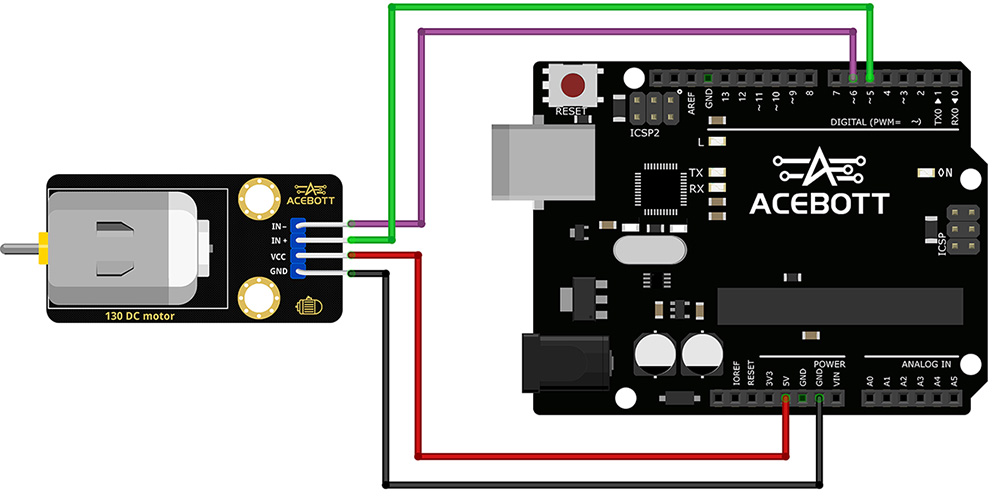 ACEBOTT
IN-
IN +
VCC
GND
130 DC motor
RESET
ICSP2
AREF
GND
13
12
~11
~10
~9
8
7
~6
~5
4
~3
2
TX0 ▶ 1
RX0 ◀ 0
DIGITAL (PWM= ~)
L
TX
RX
ACEBOTT
ON
ICSP
POWER
ANALOG IN
IOREF
RESET
3V3
5V
GND
GND
VIN
A0
A1
A2
A3
A4
A5